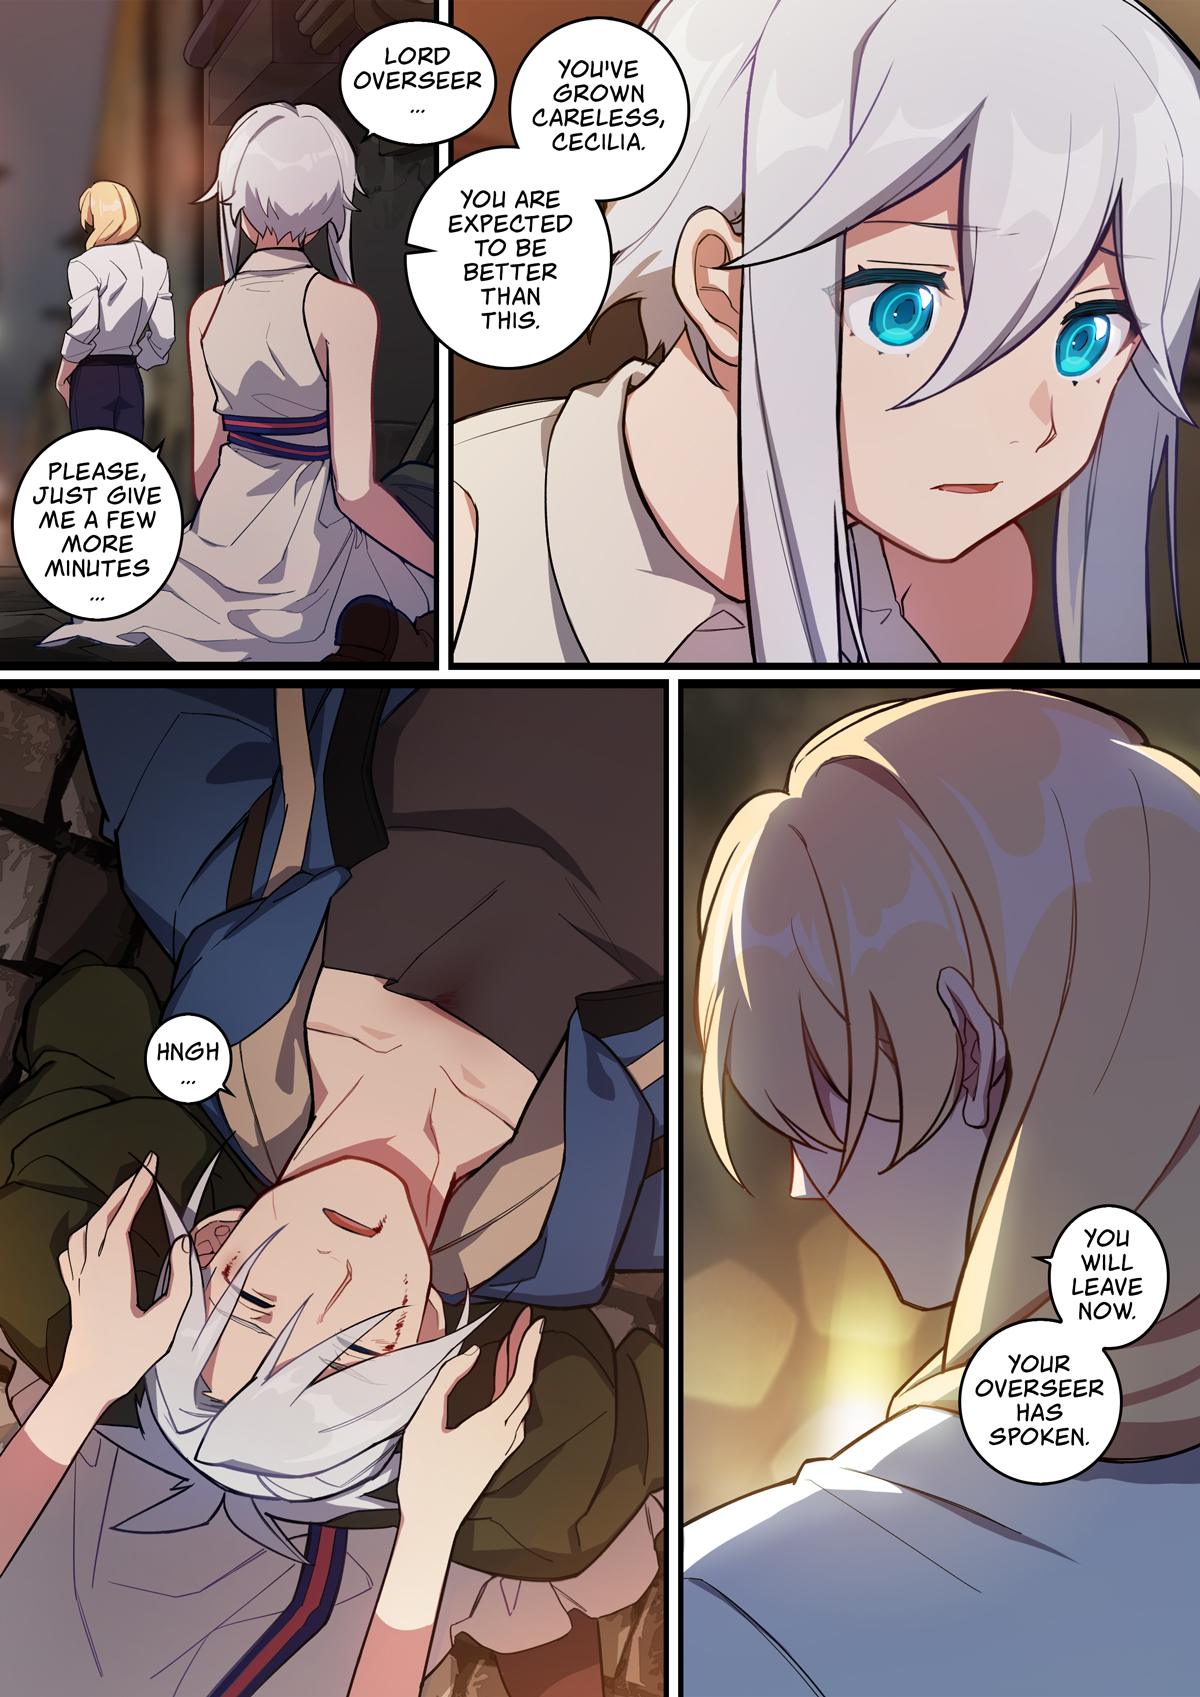 LORD
OVERSEER
...
PLEASE,
JUST GIVE
ME A FEW
MORE
MINUTES
...
YOU'VE
GROWN
CARELESS,
CECILIA.
YOU ARE
EXPECTED
TO BE
BETTER
THAN
THIS.
HNGH
...
YOU
WILL
LEAVE
NOW.
YOUR
OVERSEER
HAS
SPOKEN.